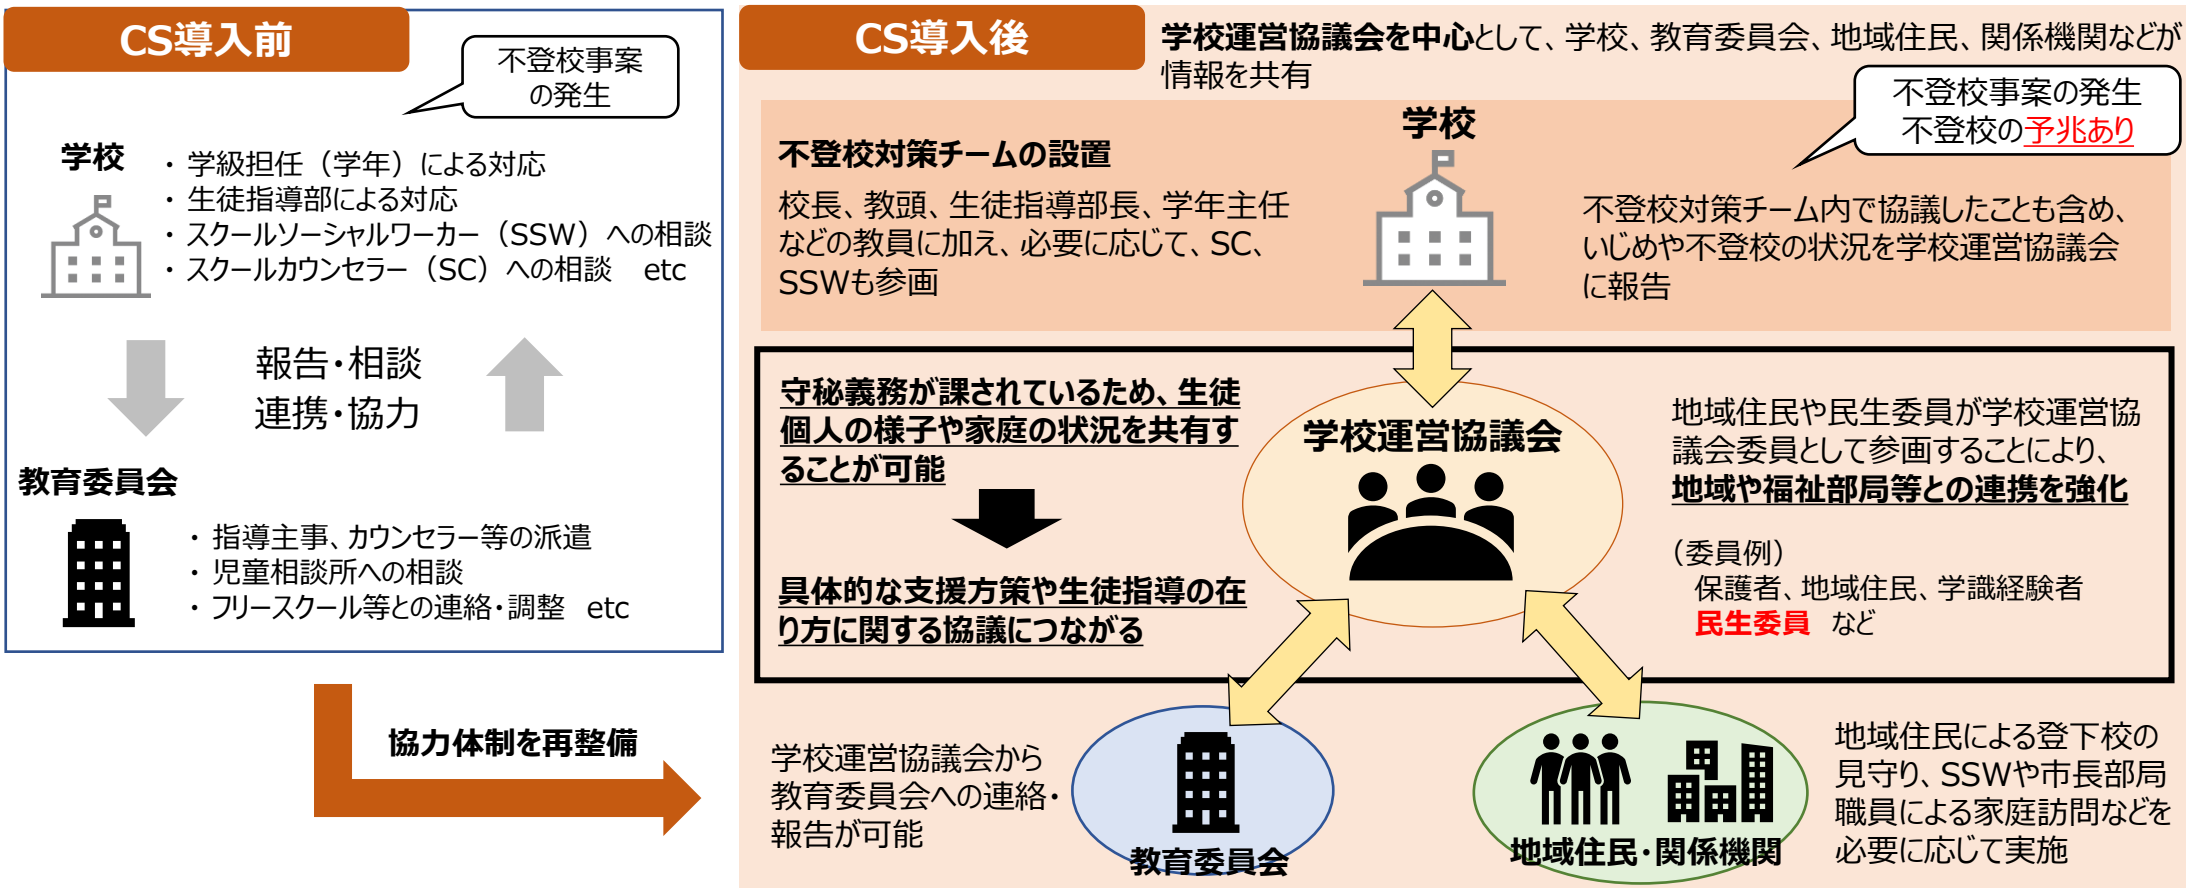 CS導入前
不登校事案
の発生
学校
・ 学級担任（学年）による対応
・ 生徒指導部による対応
・ スクールソーシャルワーカー（SSW）への相談
・ スクールカウンセラー（SC）への相談　etc
報告・相談
連携・協力
教育委員会
・ 指導主事、カウンセラー等の派遣
・ 児童相談所への相談
・ フリースクール等との連絡・調整　etc
協力体制を再整備
CS導入後
学校運営協議会を中心として、学校、教育委員会、地域住民、関係機関などが
情報を共有
不登校事案の発生
不登校の予兆あり
学校
不登校対策チームの設置
校長、教頭、生徒指導部長、学年主任
などの教員に加え、必要に応じて、SC、
SSWも参画
不登校対策チーム内で協議したことも含め、
いじめや不登校の状況を学校運営協議会
に報告
守秘義務が課されているため、生徒
個人の様子や家庭の状況を共有す
ることが可能
具体的な支援方策や生徒指導の在
り方に関する協議につながる
学校運営協議会
地域住民や民生委員が学校運営協
議会委員として参画することにより、
地域や福祉部局等との連携を強化
（委員例）
保護者、地域住民、学識経験者
民生委員　など
学校運営協議会から
教育委員会への連絡・
報告が可能
教育委員会
地域住民・関係機関
地域住民による登下校の
見守り、SSWや市長部局
職員による家庭訪問などを
必要に応じて実施